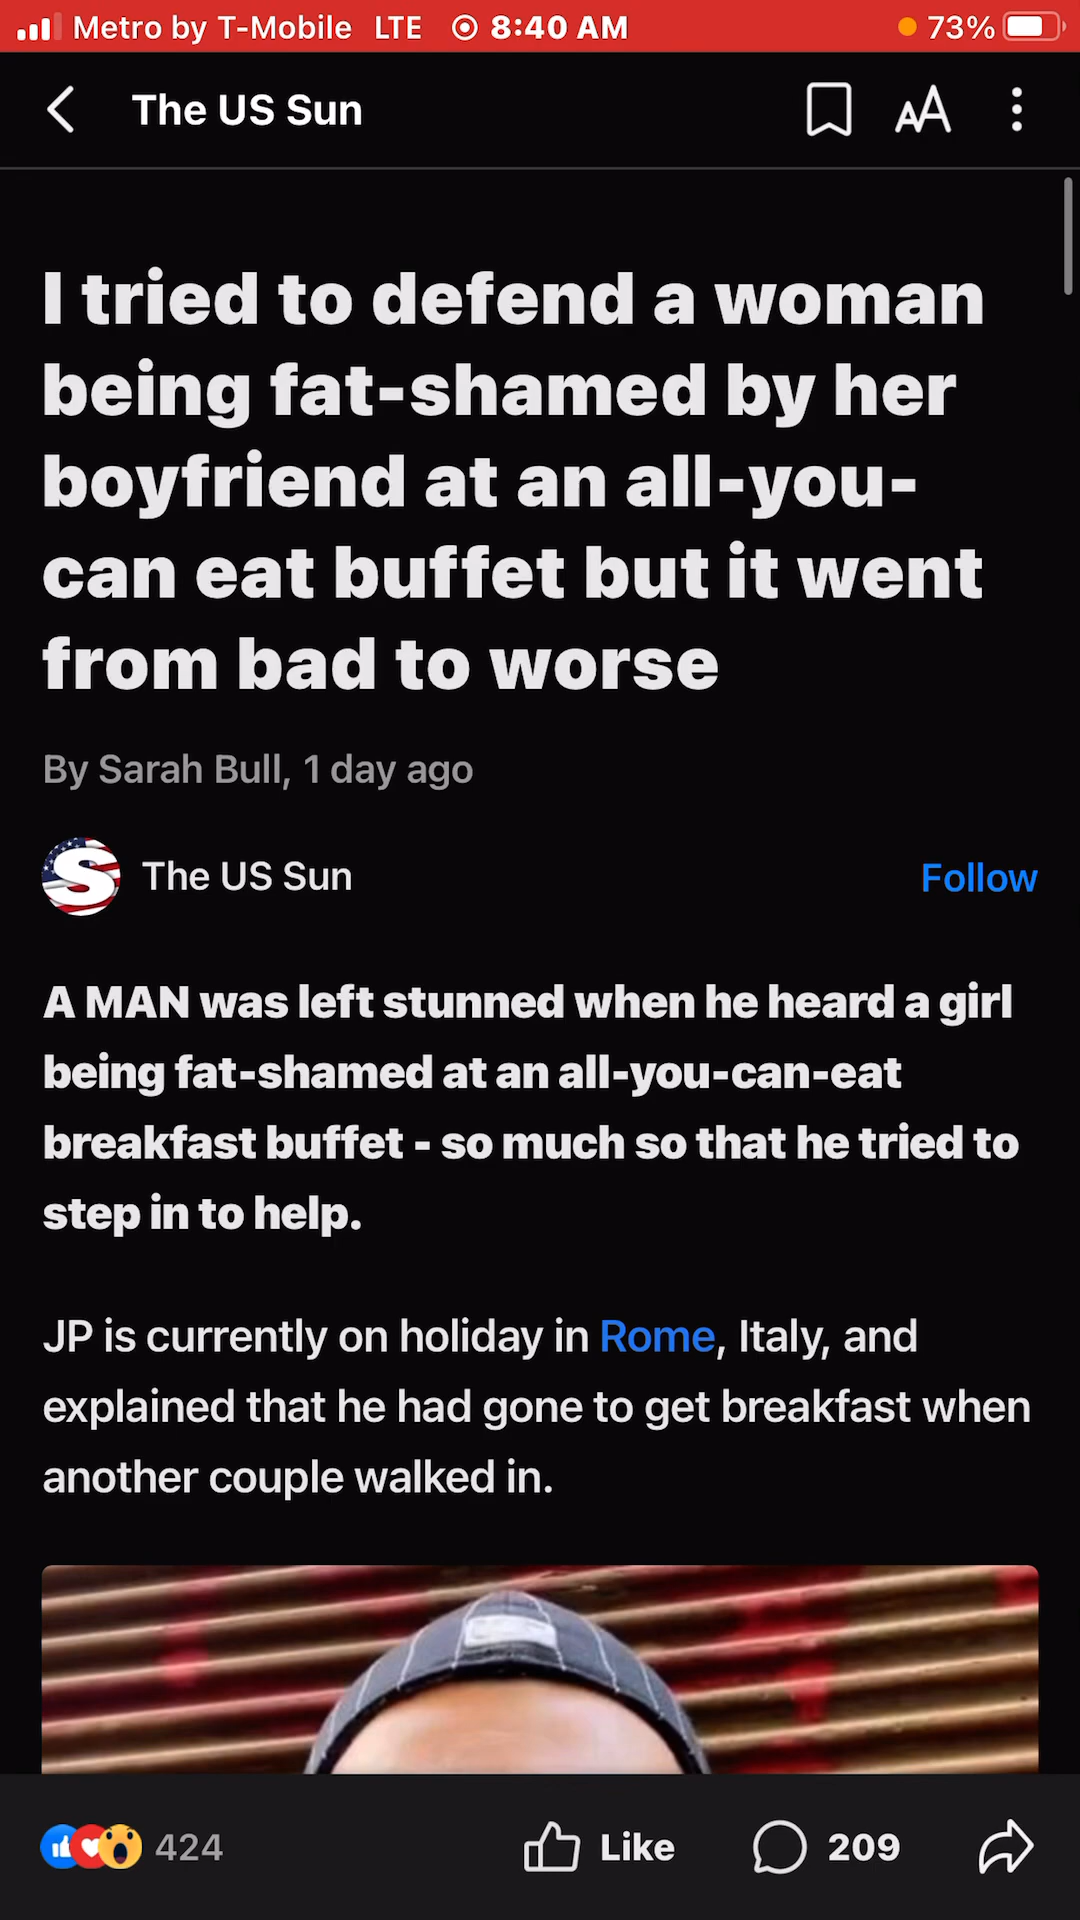 Metro by T-Mobile LTE 8:40 AM 73%
The US Sun AA
I tried to defend a woman
being fat-shamed by her
boyfriend at an all-you-
can eat buffet but it went
from bad to worse
By Sarah Bull, 1 day ago
S The US Sun Follow
A MAN was left stunned when he heard a girl
being fat-shamed at an all-you-can-eat
breakfast buffet - so much so that he tried to
step in to help.
JP is currently on holiday in Rome, Italy, and
explained that he had gone to get breakfast when
another couple walked in.
424 Like 209